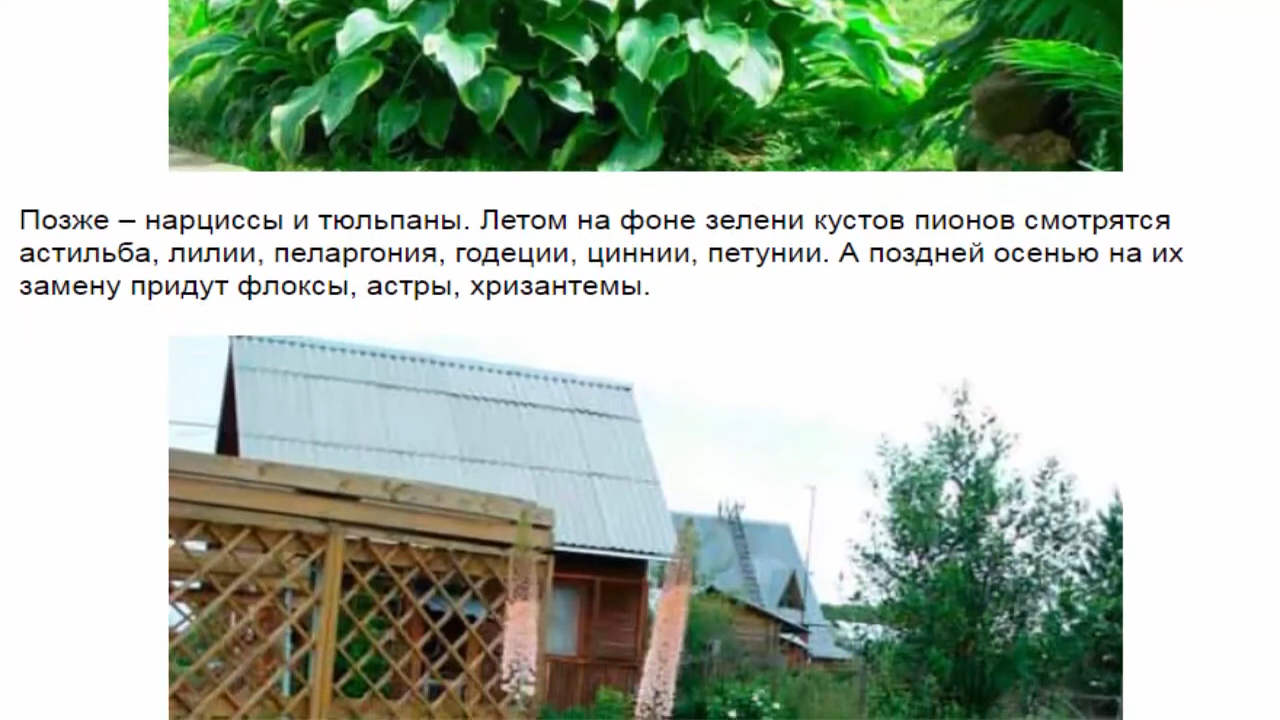 Позже – нарциссы и тюльпаны. Летом на фоне зелени кустов пионов смотрятся
астильба, лилии, пеларгония, годеции, циннии, петунии. А поздней осенью на их
замену придут флоксы, астры, хризантемы.